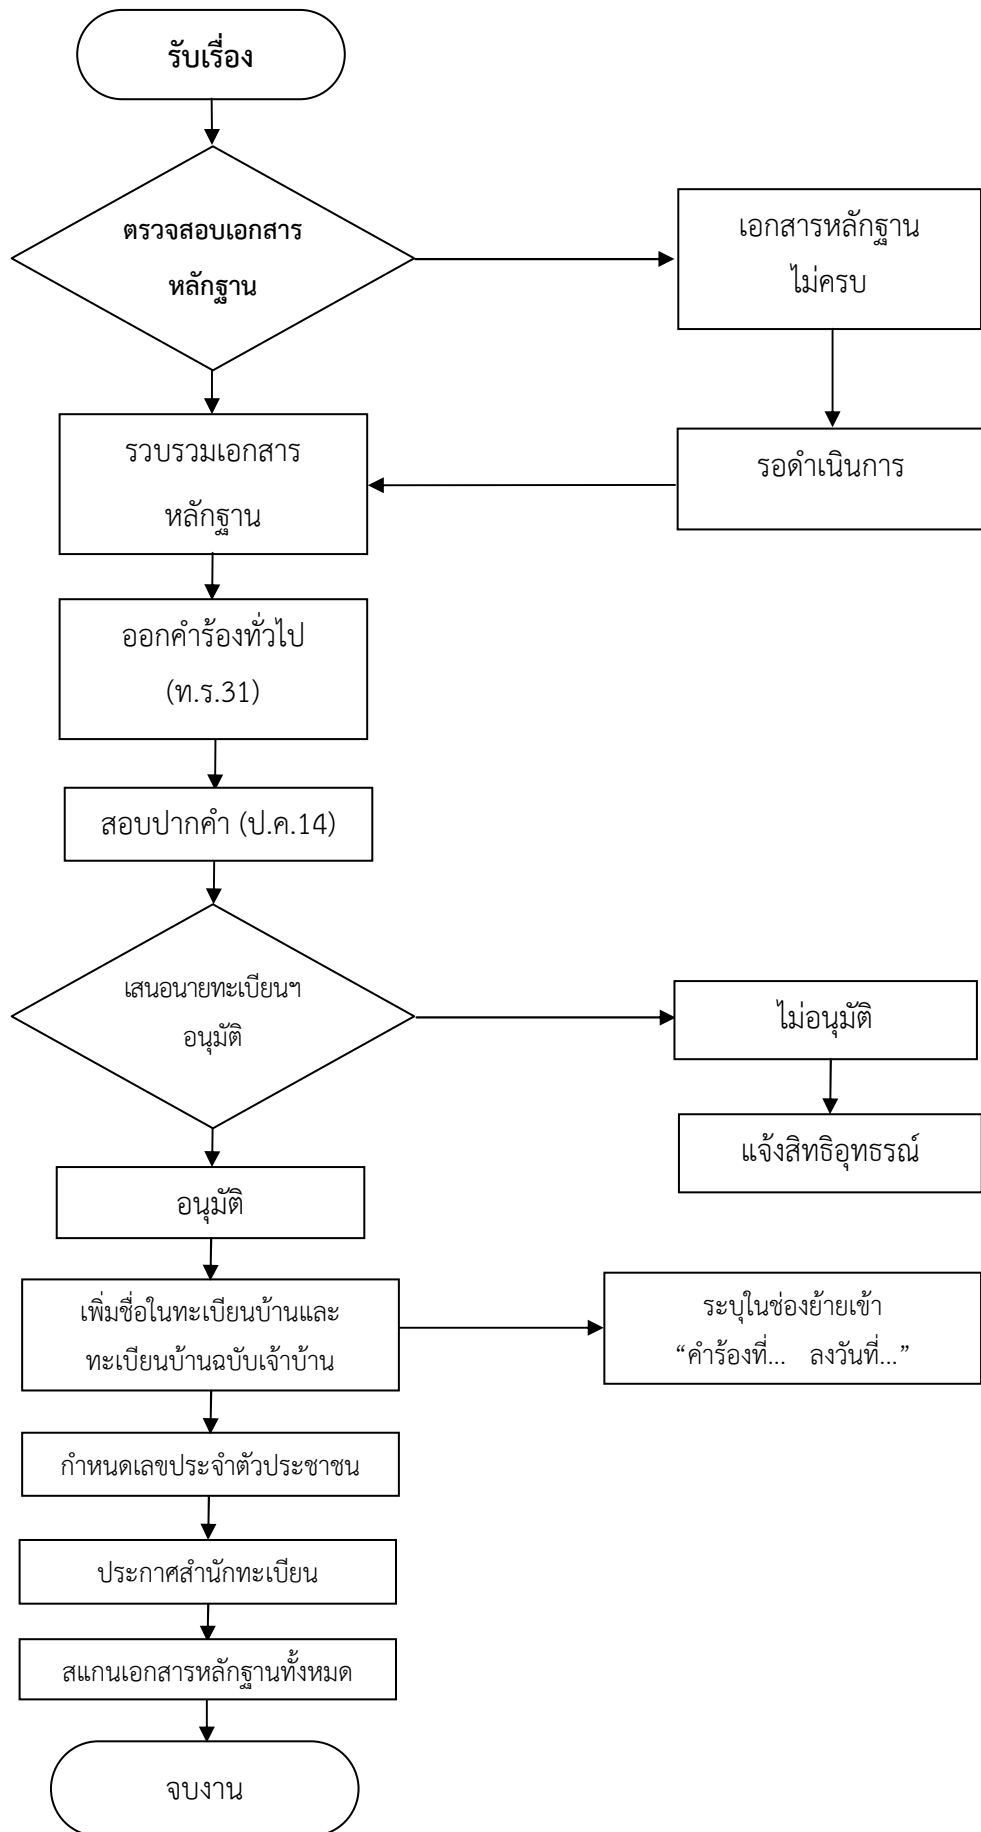 รับเรื่อง
ตรวจสอบเอกสาร
หลักฐาน
เอกสารหลักฐาน
ไม่ครบ
รวบรวมเอกสาร
หลักฐาน
รอดำเนินการ
ออกคำร้องทั่วไป
(ท.ร.31)
สอบปากคำ (ป.ค.14)
เสนอนายทะเบียนฯ
อนุมัติ
ไม่อนุมัติ
แจ้งสิทธิอุทธรณ์
อนุมัติ
เพิ่มชื่อในทะเบียนบ้านและ
ทะเบียนบ้านฉบับเจ้าบ้าน
ระบุในช่องย้ายเข้า
“คำร้องที่... ลงวันที่...”
กำหนดเลขประจำตัวประชาชน
ประกาศสำนักทะเบียน
สแกนเอกสารหลักฐานทั้งหมด
จบงาน